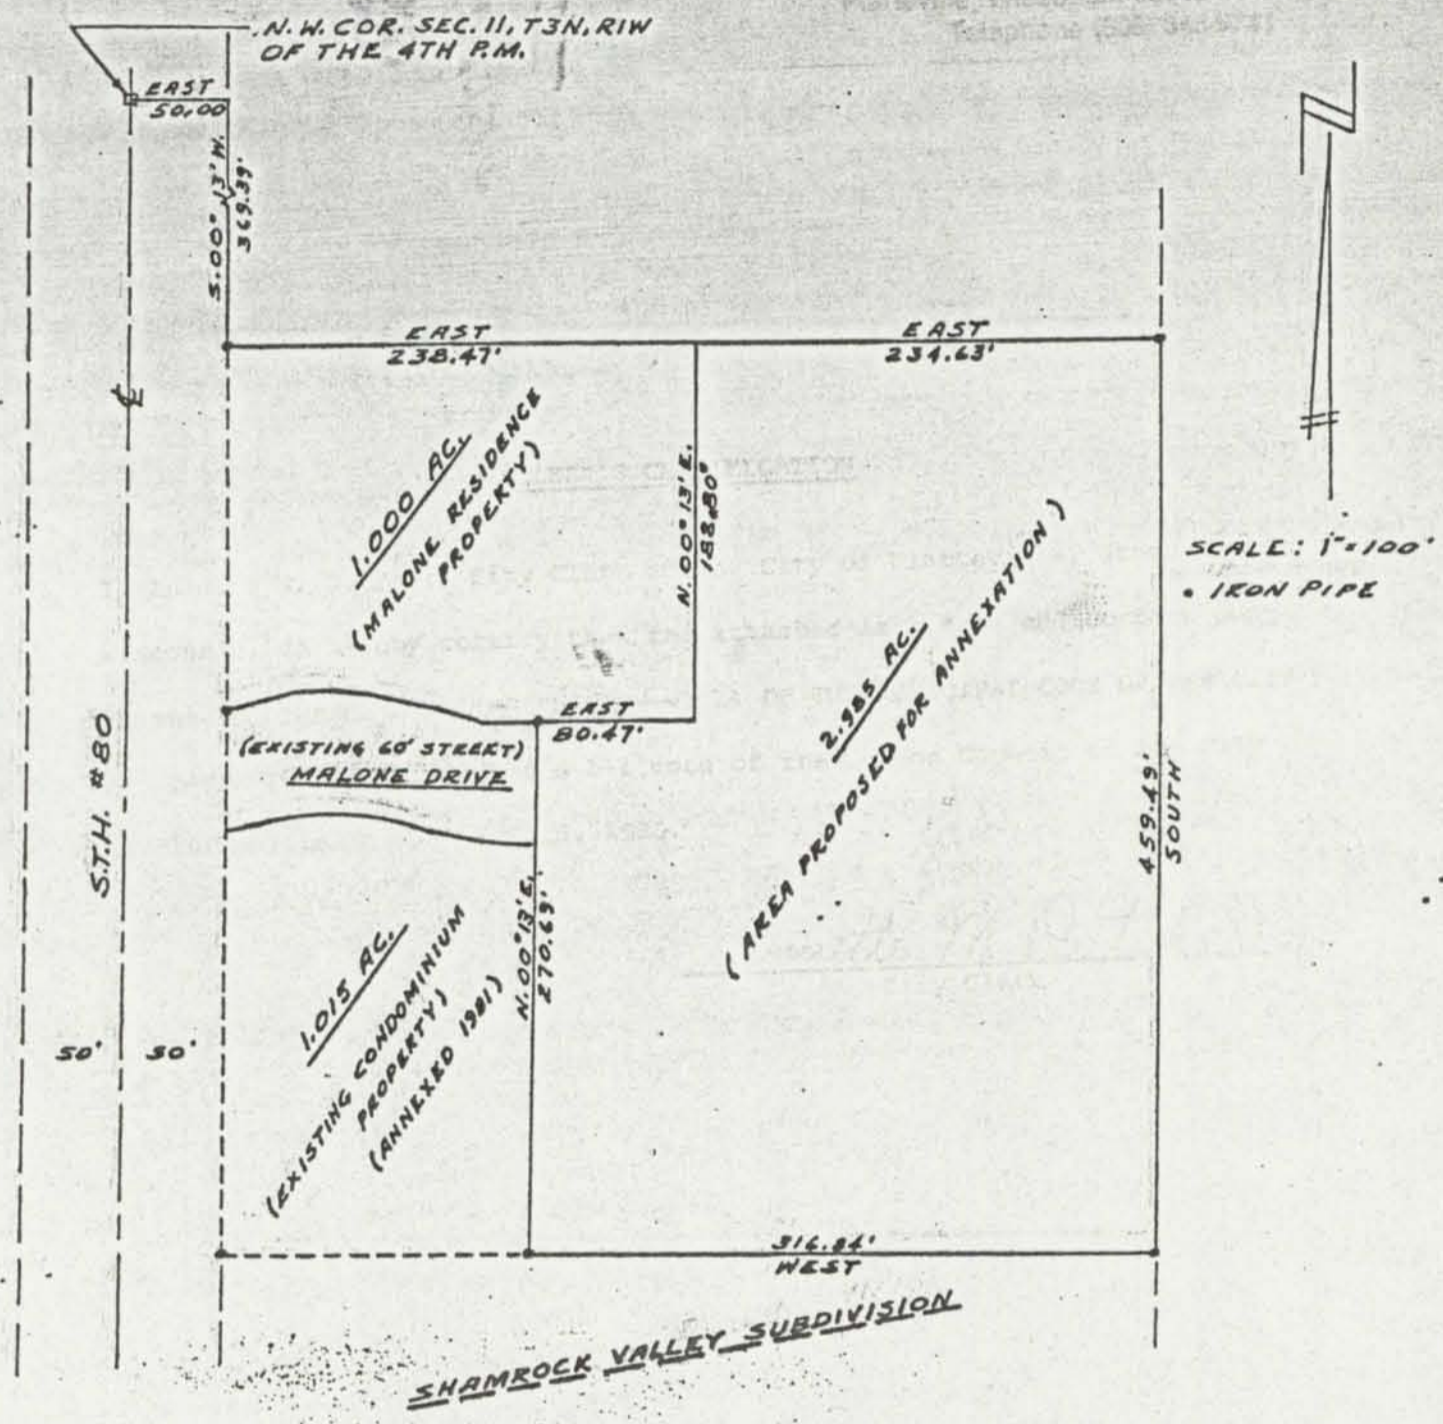 N.W. COR. SEC. 11, T3N, R1W
OF THE 4TH P.M.
EAST
50.00
S.00° 13' W.
369.39'
EAST
238.47'
EAST
234.63'
1.000 AC.
(MALONE RESIDENCE
PROPERTY)
N.00°13'E.
188.80'
SCALE: 1"=100'
• IRON PIPE
2.985 AC.
(AREA PROPOSED FOR ANNEXATION)
EAST
80.47'
(EXISTING 60' STREET)
MALONE DRIVE
S.T.H. #80
459.49'
SOUTH
N.00°13'E.
270.69'
1.015 AC.
(EXISTING CONDOMINIUM
PROPERTY)
(ANNEXED 1981)
50' 50'
316.84'
WEST
SHAMROCK VALLEY SUBDIVISION